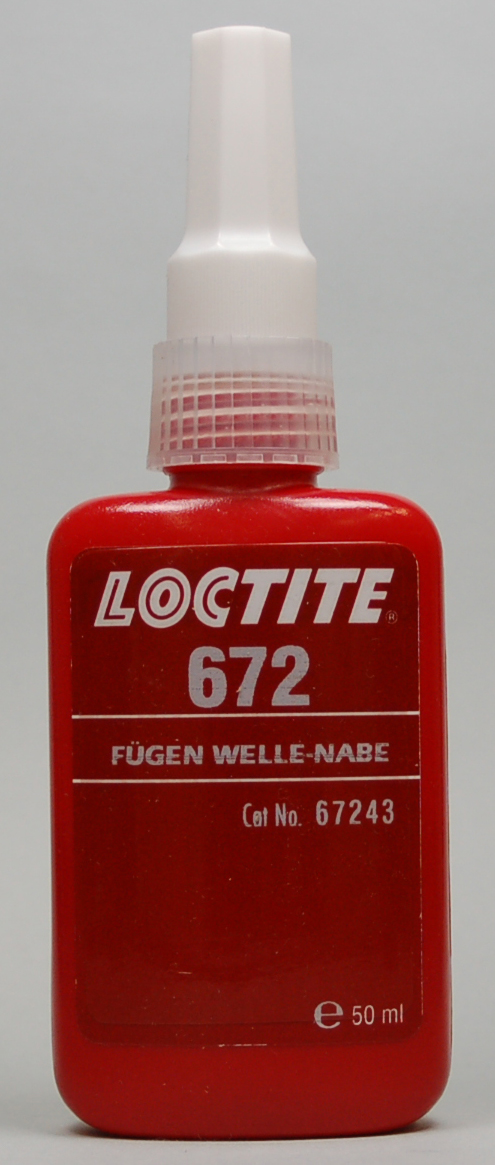 LOCTITE®
672
FÜGEN WELLE-NABE
Cat No. 67243
℮ 50 ml